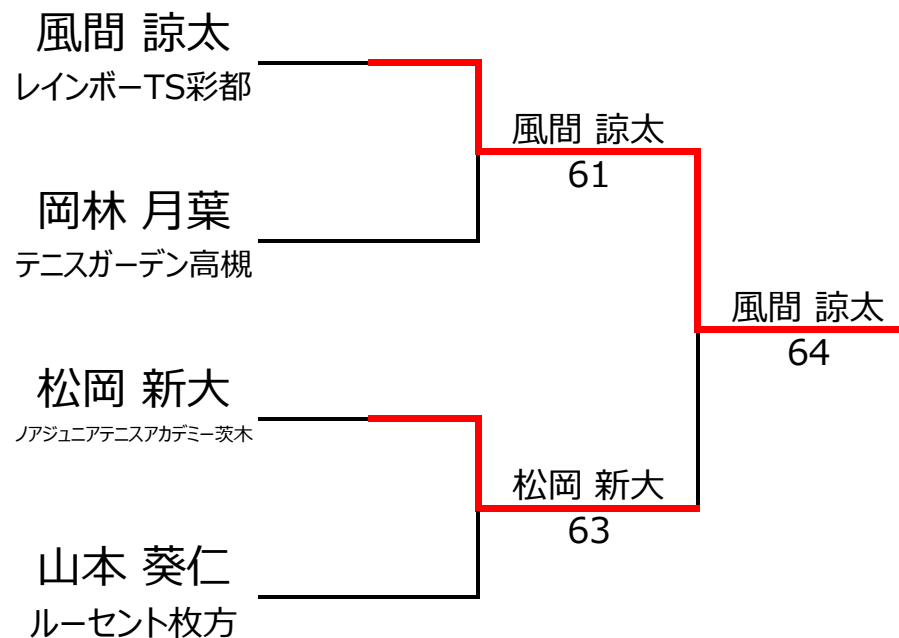 風間 諒太
レインボーTS彩都
岡林 月葉
テニスガーデン高槻
松岡 新大
ノアジュニアテニスアカデミー茨木
山本 葵仁
ルーセント枚方
風間 諒太
61
松岡 新大
63
風間 諒太
64